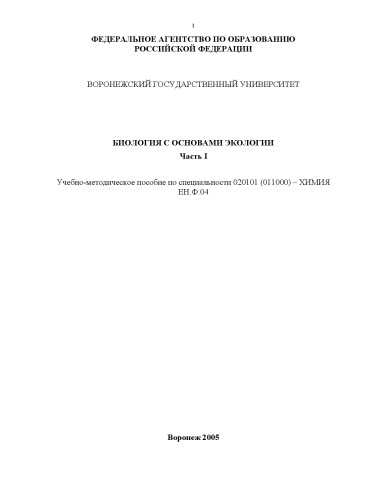 1
ФЕДЕРАЛЬНОЕ АГЕНТСТВО ПО ОБРАЗОВАНИЮ
РОССИЙСКОЙ ФЕДЕРАЦИИ
ВОРОНЕЖСКИЙ ГОСУДАРСТВЕННЫЙ УНИВЕРСИТЕТ
БИОЛОГИЯ С ОСНОВАМИ ЭКОЛОГИИ
Часть I
Учебно-методическое пособие по специальности 020101 (011000) – ХИМИЯ
ЕН.Ф.04
Воронеж 2005